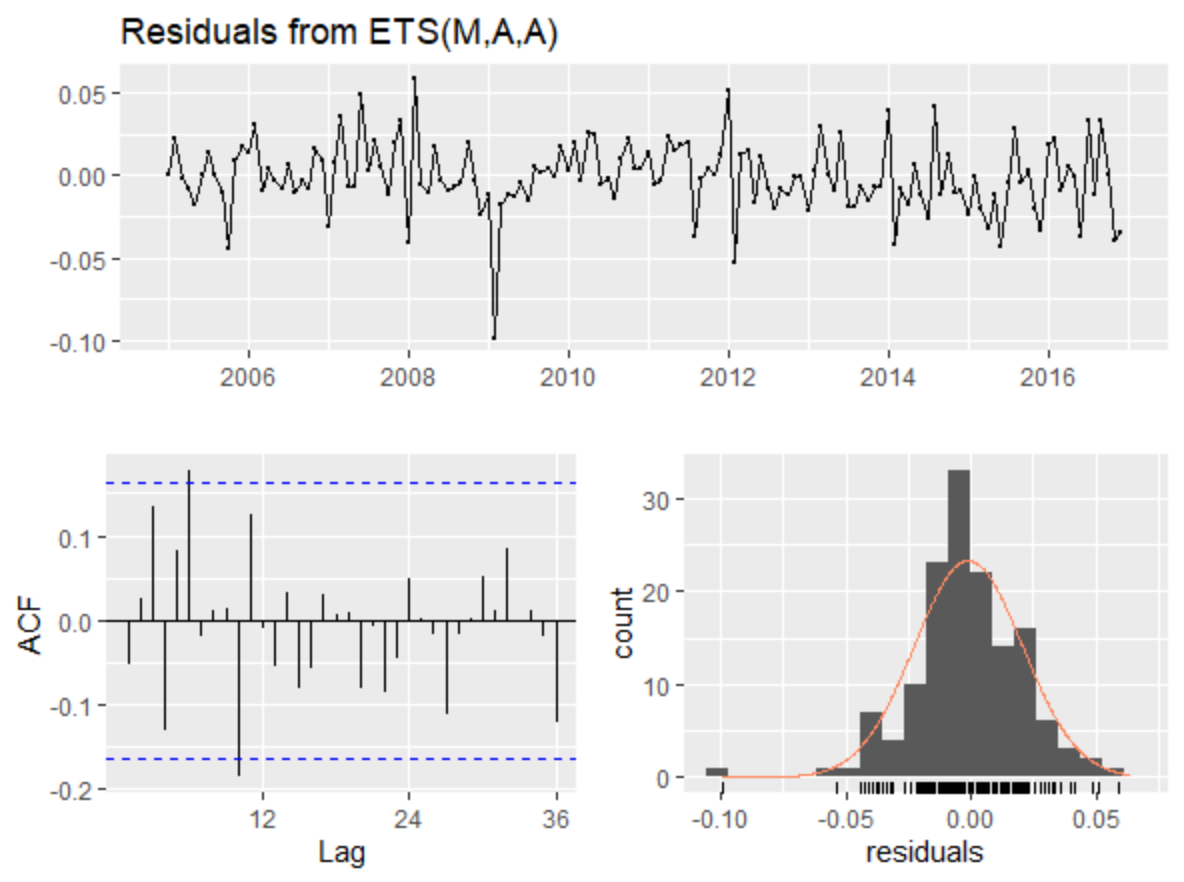 Residuals from ETS(M,A,A)
0.05
0.00
-0.05
-0.10
2006 2008 2010 2012 2014 2016
ACF
0.1
0.0
-0.1
-0.2
12 24 36
Lag
count
30
20
10
0
-0.10 -0.05 0.00 0.05
residuals